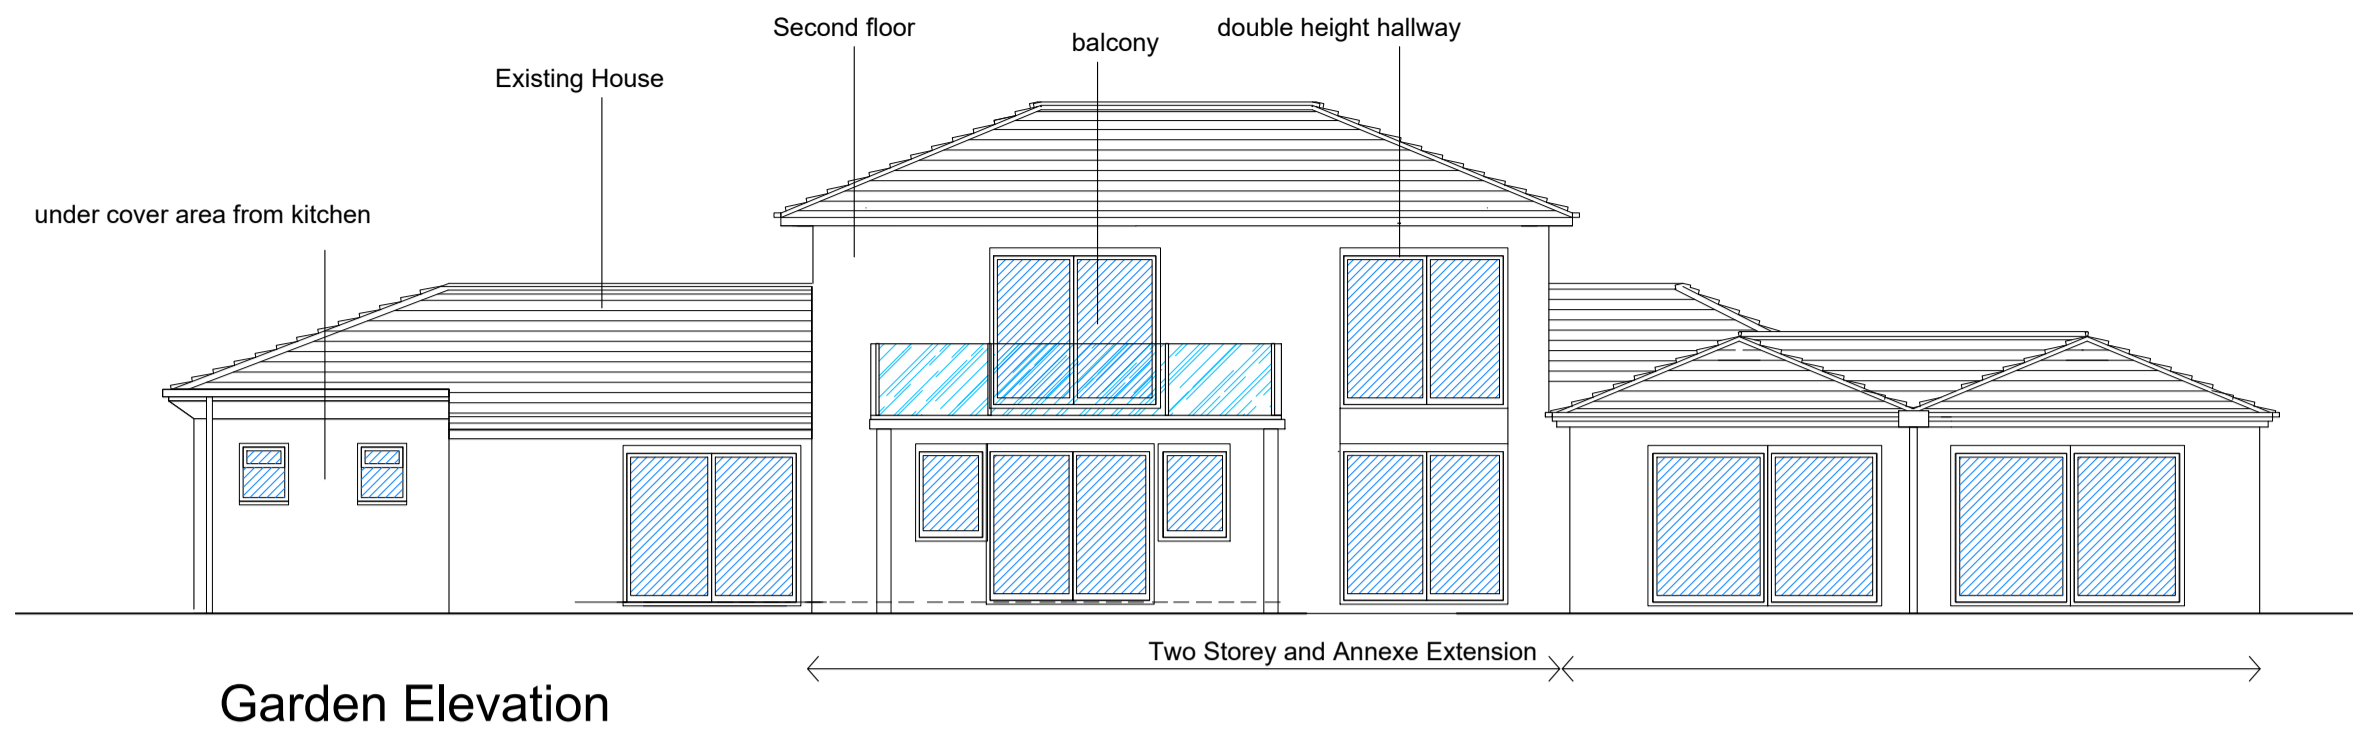 Second floor
balcony
double height hallway
Existing House
under cover area from kitchen
Two Storey and Annexe Extension
Garden Elevation